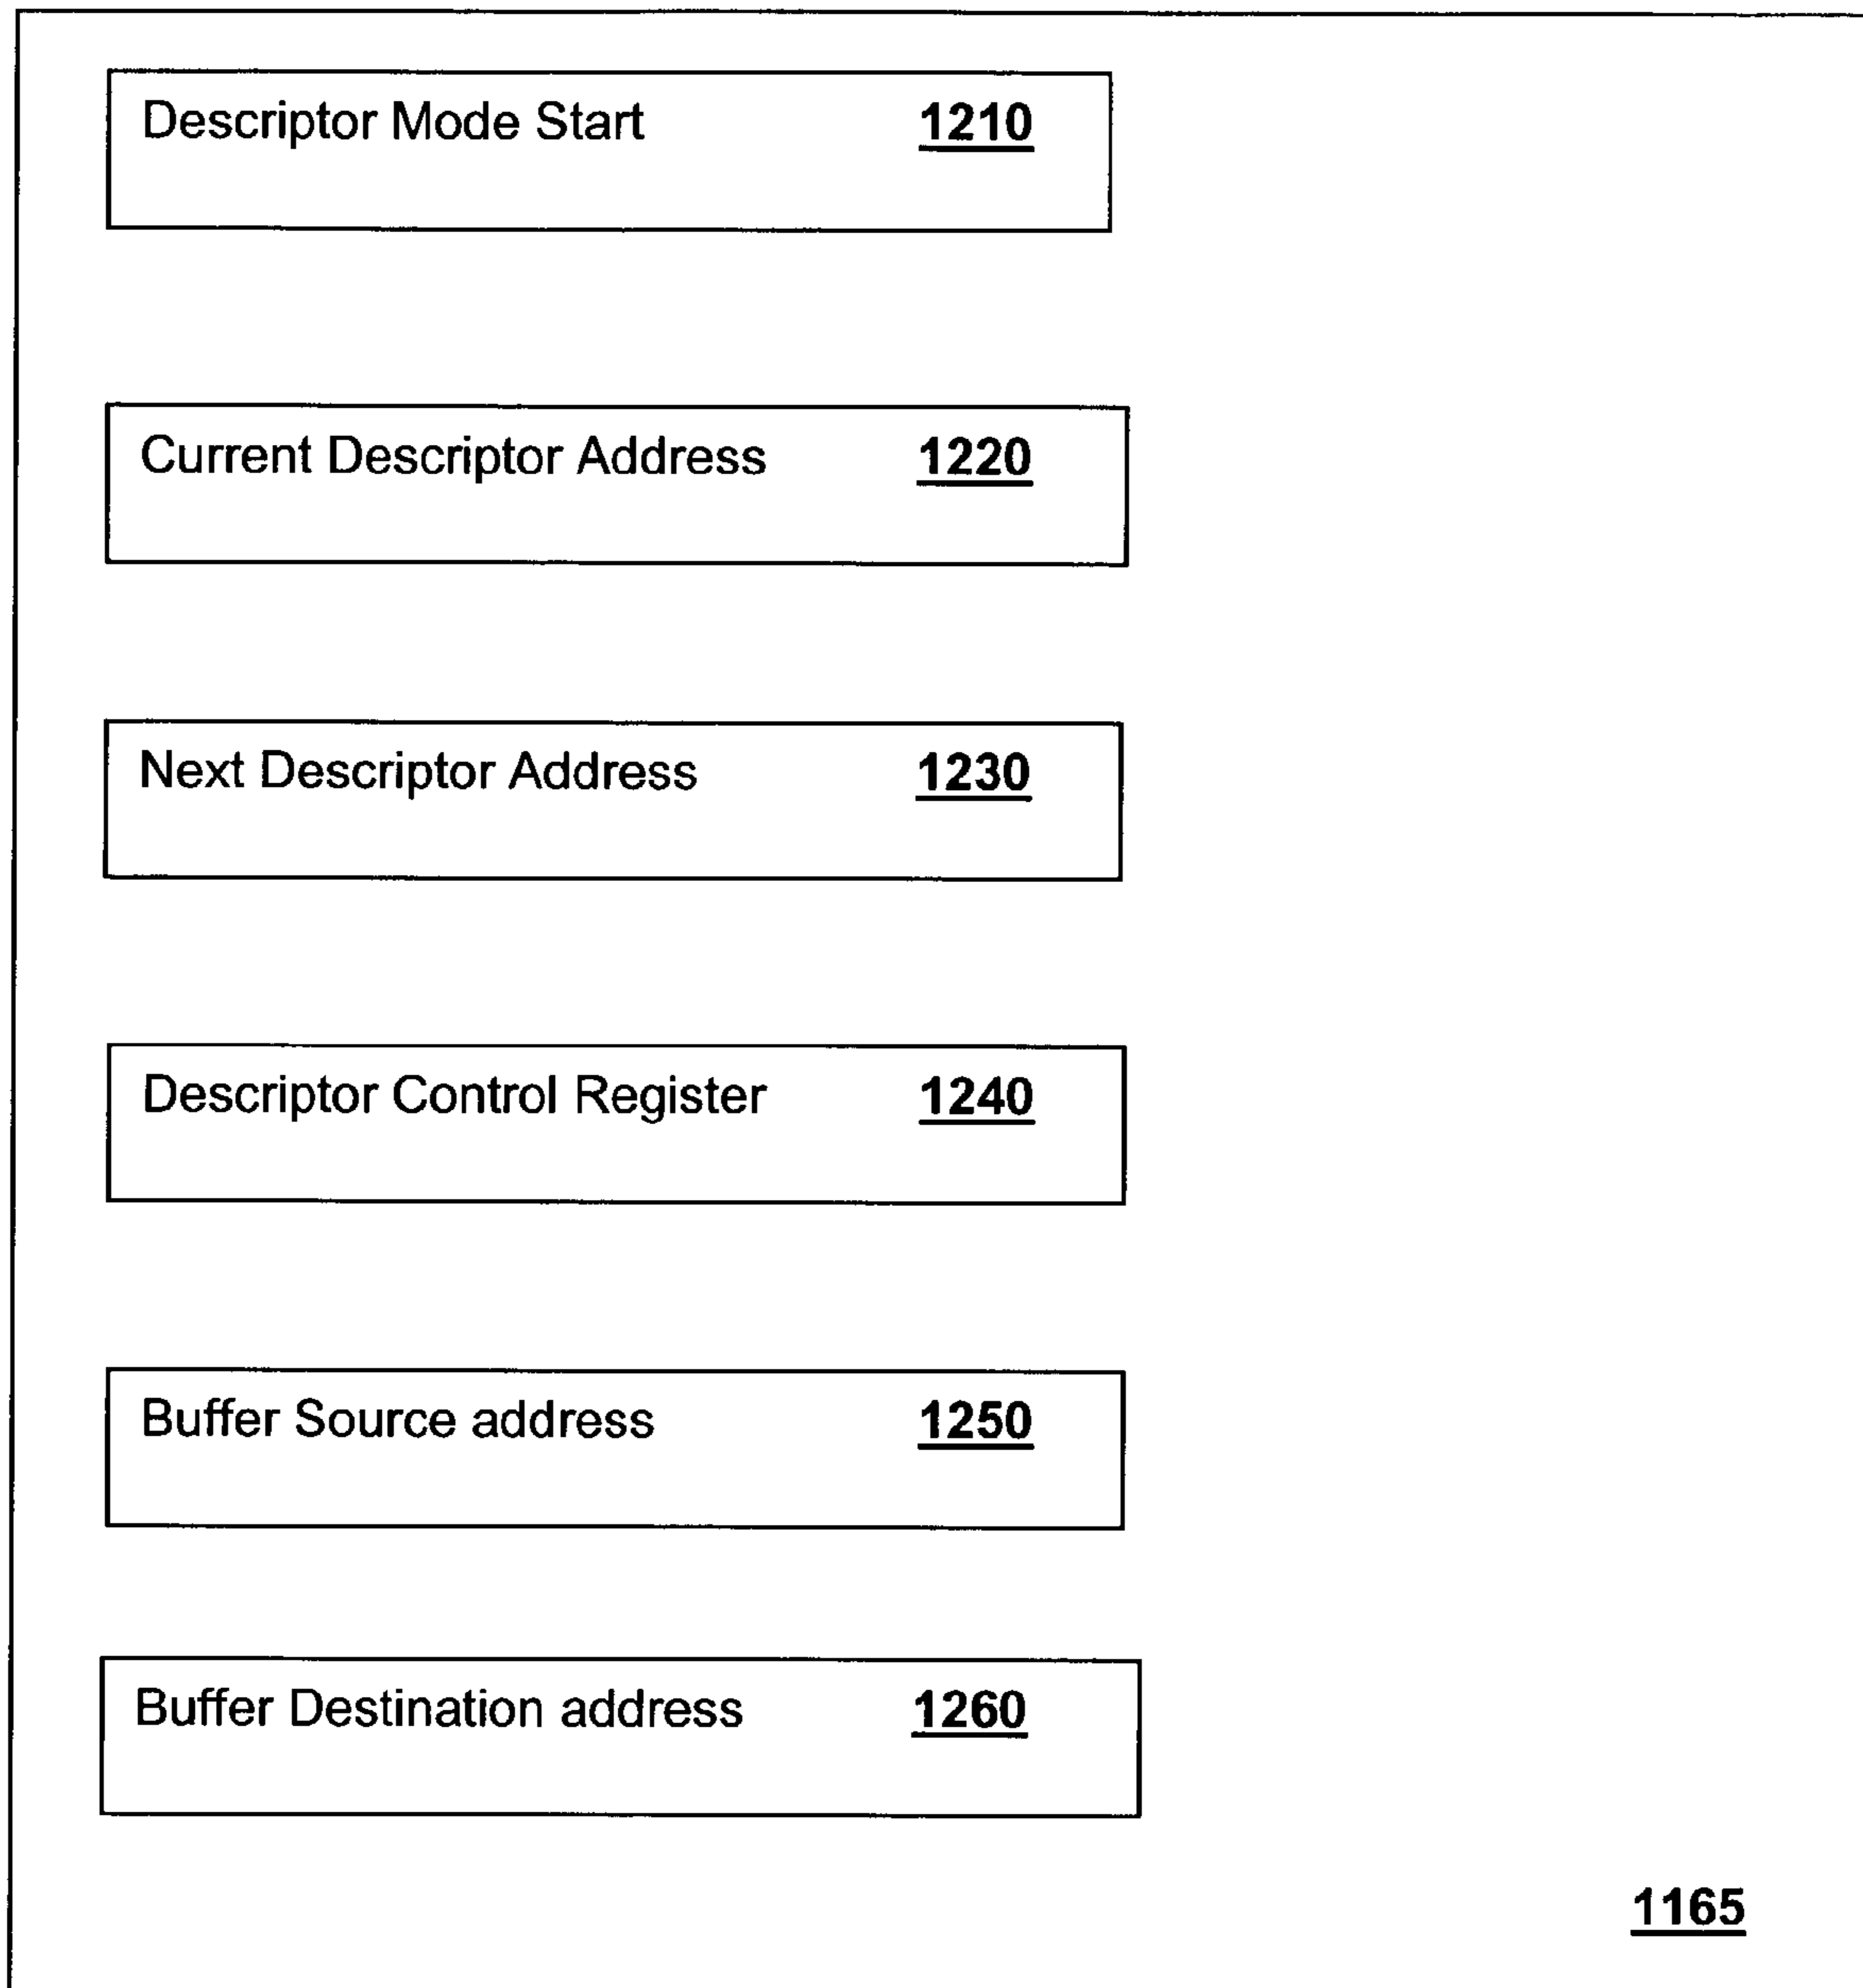 Descriptor Mode Start 1210
Current Descriptor Address 1220
Next Descriptor Address 1230
Descriptor Control Register 1240
Buffer Source address 1250
Buffer Destination address 1260
1165